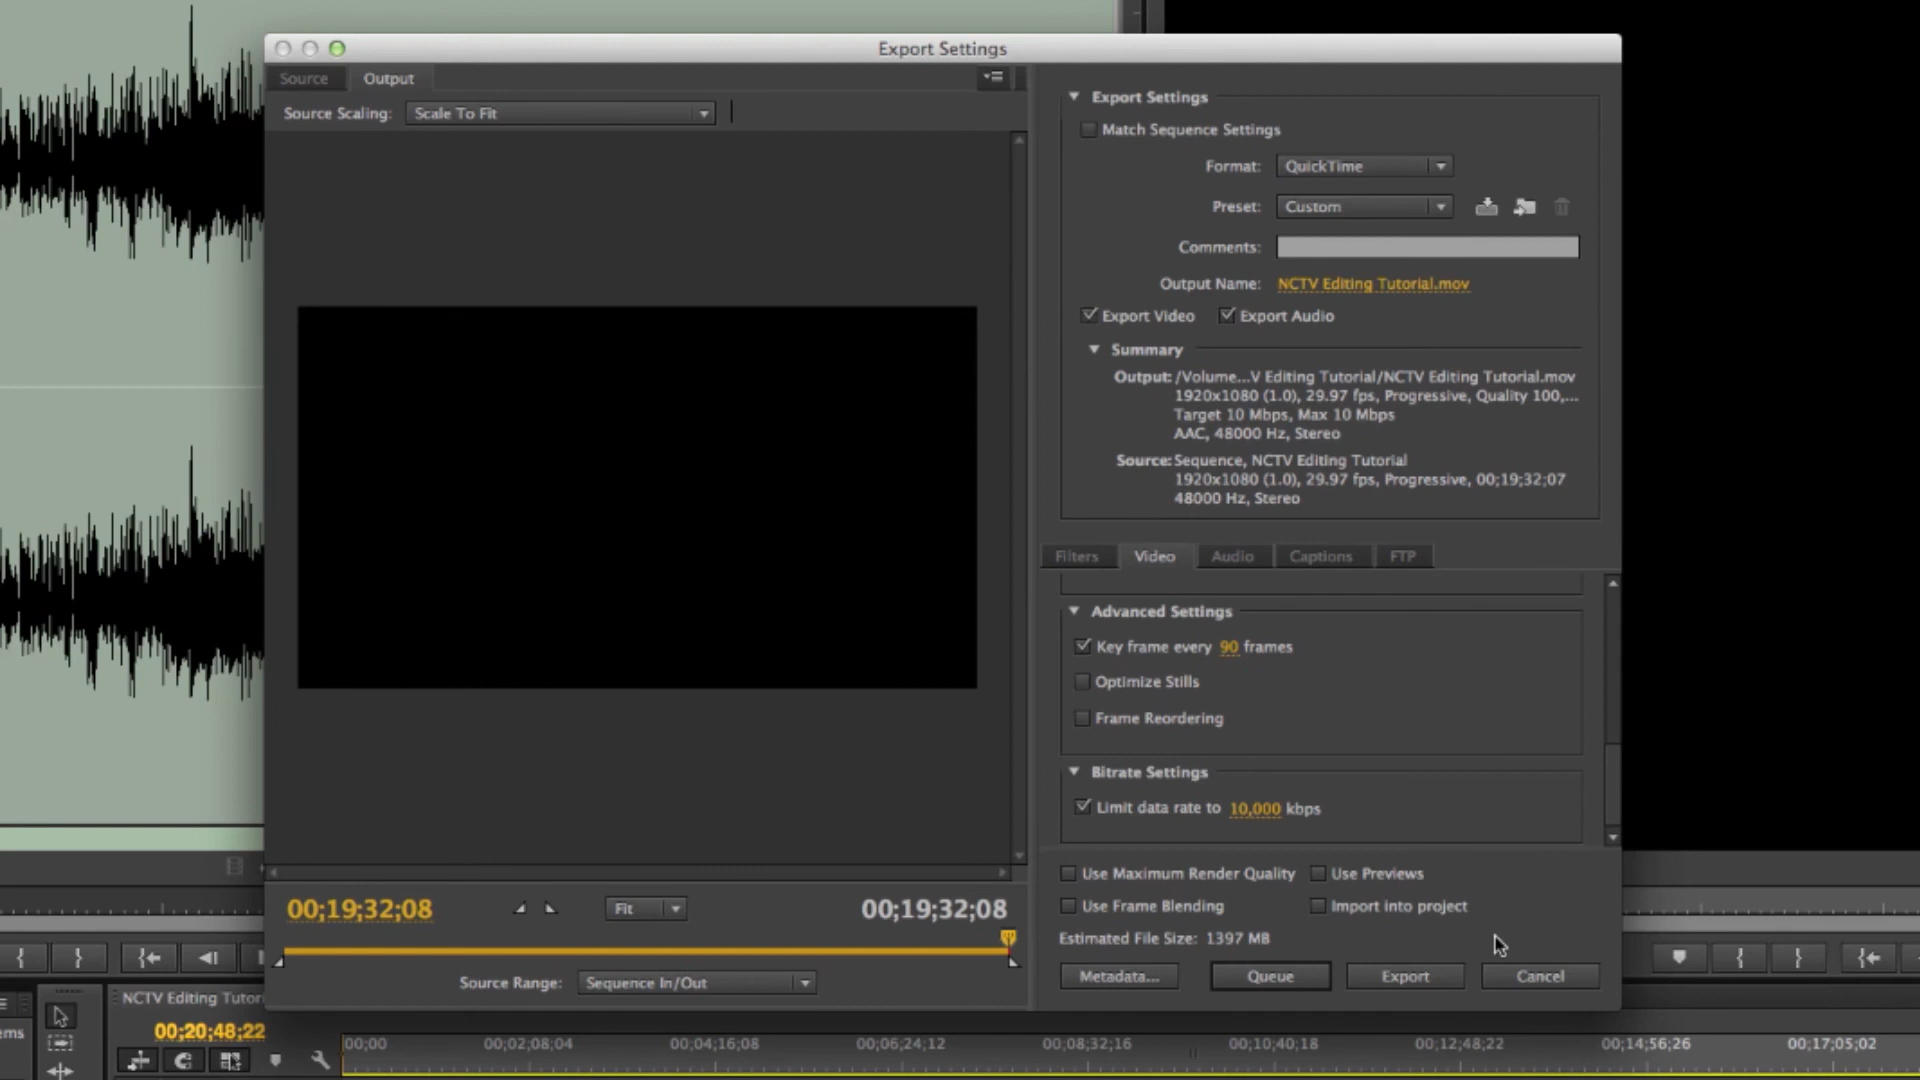 Export Settings
Source
Output
Source Scaling:
Scale To Fit
Export Settings
Match Sequence Settings
Format:
QuickTime
Preset:
Custom
Comments:
Output Name:
NCTV Editing Tutorial.mov
Export Video
Export Audio
Summary
Output: /Volume...V Editing Tutorial/NCTV Editing Tutorial.mov
1920x1080 (1.0), 29.97 fps, Progressive, Quality 100,...
Target 10 Mbps, Max 10 Mbps
AAC, 48000 Hz, Stereo
Source: Sequence, NCTV Editing Tutorial
1920x1080 (1.0), 29.97 fps, Progressive, 00;19;32;07
48000 Hz, Stereo
Filters
Video
Audio
Captions
FTP
Advanced Settings
Key frame every 90 frames
Optimize Stills
Frame Reordering
Bitrate Settings
Limit data rate to 10,000 kbps
Use Maximum Render Quality
Use Previews
Use Frame Blending
Import into project
Estimated File Size: 1397 MB
Metadata...
Queue
Export
Cancel
00;19;32;08
Fit
00;19;32;08
Source Range:
Sequence In/Out
NCTV Editing Tutor
00;20;48;22
00;00
00;02;08;04
00;04;16;08
00;06;24;12
00;08;32;16
00;10;40;18
00;12;48;22
00;14;56;26
00;17;05;02